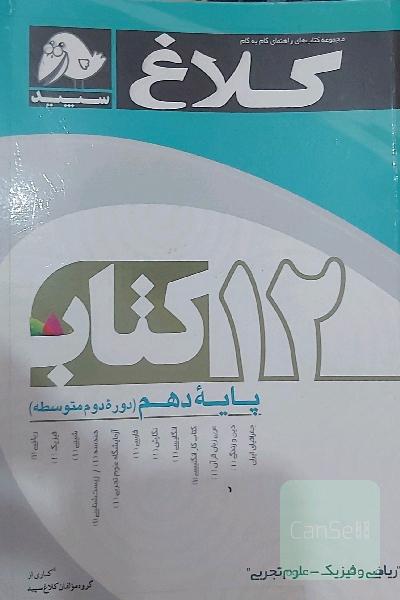 مجموعه کتاب‌های راهنمای گام به گام
کلاغ
سپید
۱۲ کتاب
پایهٔ دهم (دورهٔ دوم متوسطه)
ریاضی (۱)
فیزیک (۱)
شیمی (۱)
هندسه (۱) / زیست‌شناسی (۱)
آزمایشگاه علوم تجربی (۱)
فارسی (۱)
نگارش (۱)
انگلیسی (۱)
کتاب کار انگلیسی (۱)
عربی زبان قرآن (۱)
دین و زندگی (۱)
جغرافیای ایران
CanSell
"ریاضی و فیزیک - علوم تجربی"
"کاری از
گروه مؤلفان کلاغ سپید